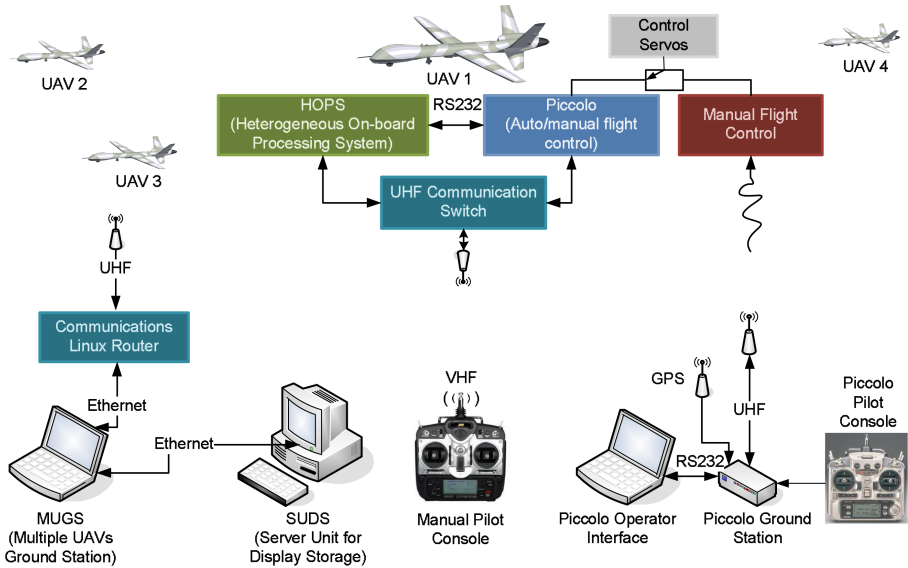 Control
Servos
UAV 2
UAV 1
UAV 4
HOPS
(Heterogeneous On-board
Processing System)
RS232
Piccolo
(Auto/manual flight
control)
Manual Flight
Control
UAV 3
UHF Communication
Switch
UHF
Communications
Linux Router
VHF
GPS
Piccolo
Pilot
Console
Ethernet
UHF
Ethernet
RS232
MUGS
(Multiple UAVs
Ground Station)
SUDS
(Server Unit for
Display Storage)
Manual Pilot
Console
Piccolo Operator
Interface
Piccolo Ground
Station